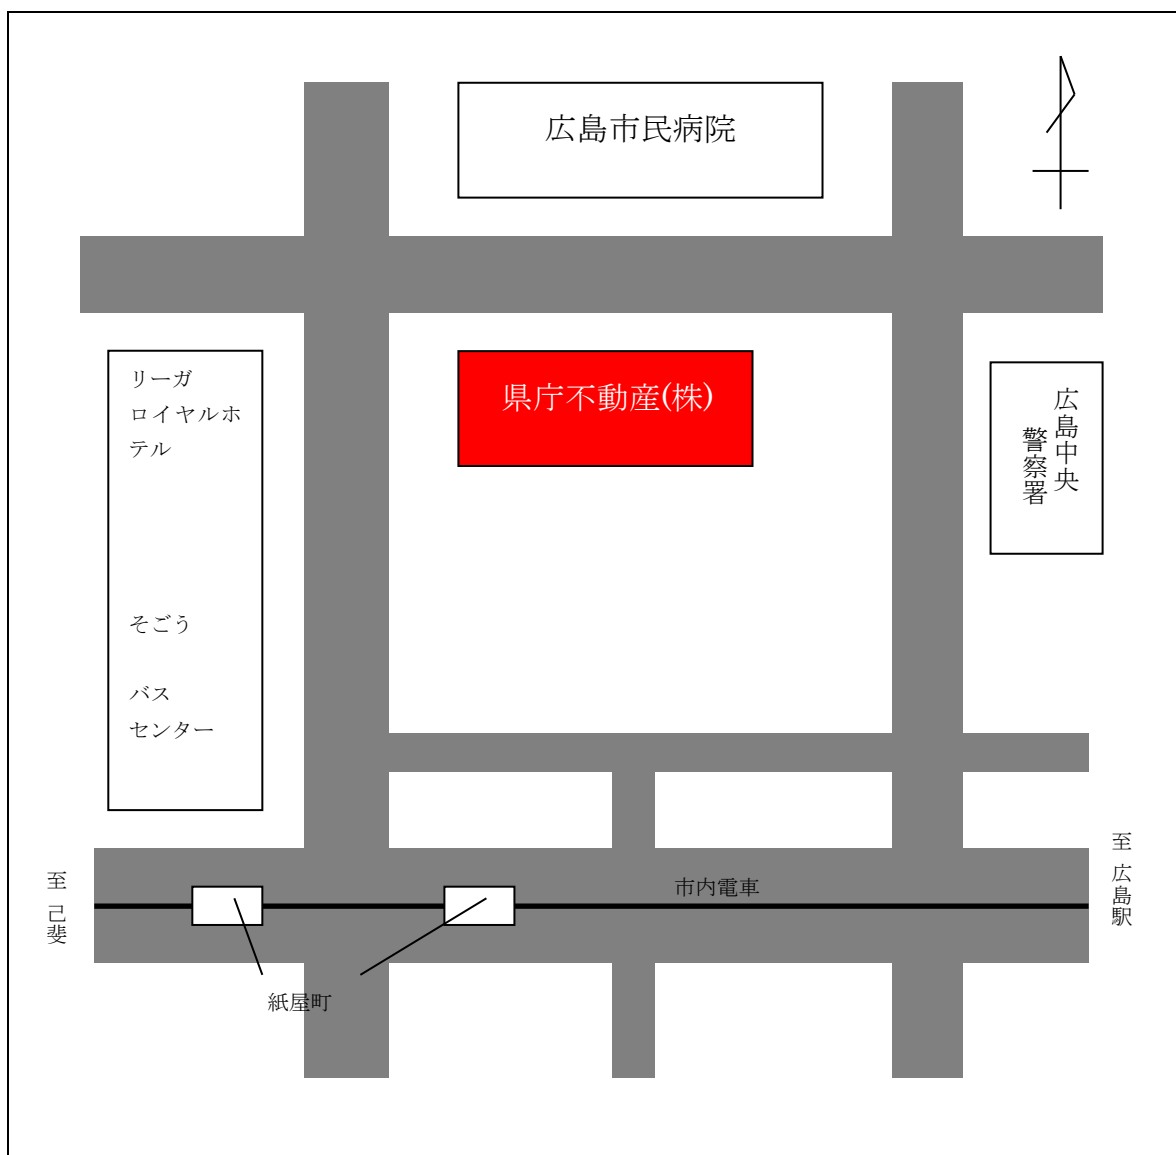 広島市民病院
リーガ
ロイヤルホ
テル
そごう
バス
センター
県庁不動産(株)
広島中央
警察署
至 己斐
市内電車
至 広島駅
紙屋町